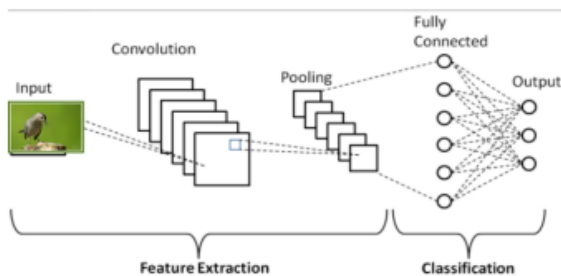 Fully
Connected
Convolution
Pooling
Input
Output
Feature Extraction
Classification